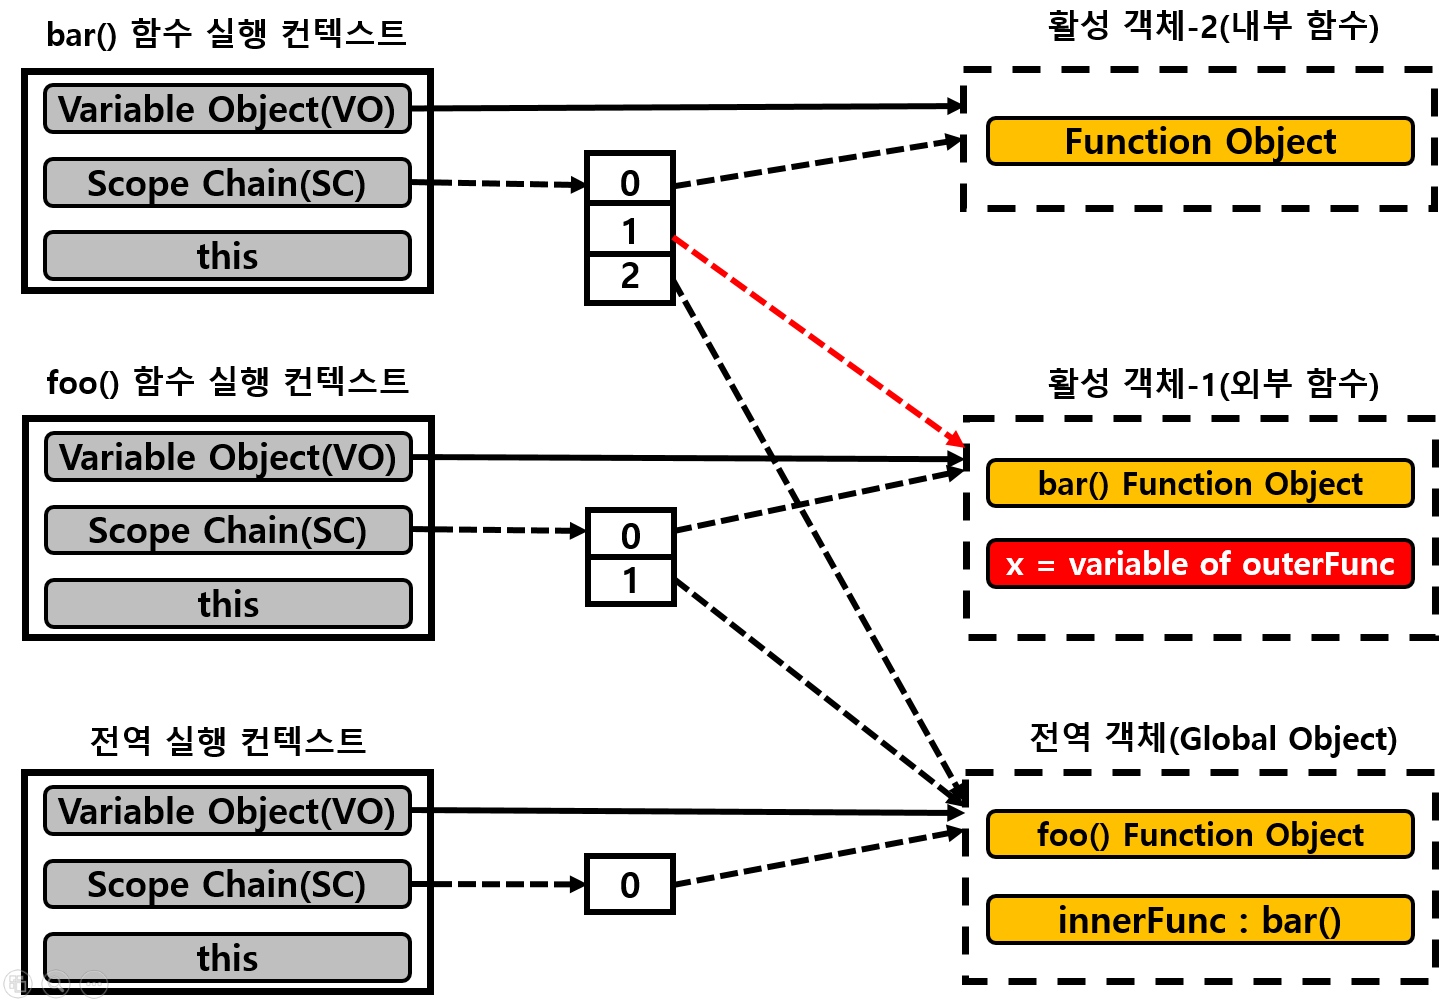 bar() 함수 실행 컨텍스트
Variable Object(VO)
Scope Chain(SC)
this
0
1
2
활성 객체-2(내부 함수)
Function Object
foo() 함수 실행 컨텍스트
Variable Object(VO)
Scope Chain(SC)
this
0
1
활성 객체-1(외부 함수)
bar() Function Object
x = variable of outerFunc
전역 실행 컨텍스트
Variable Object(VO)
Scope Chain(SC)
this
0
전역 객체(Global Object)
foo() Function Object
innerFunc : bar()